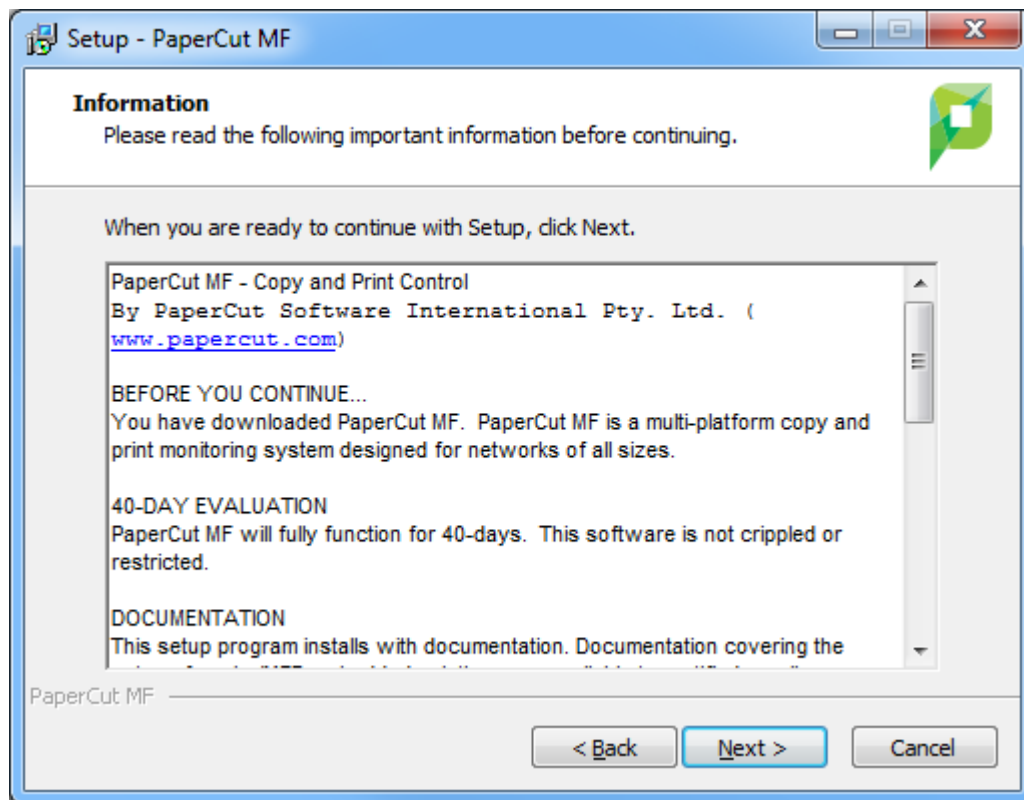 Setup - PaperCut MF
Information
Please read the following important information before continuing.
When you are ready to continue with Setup, click Next.
PaperCut MF - Copy and Print Control
By PaperCut Software International Pty. Ltd. (
www.papercut.com)
BEFORE YOU CONTINUE...
You have downloaded PaperCut MF.  PaperCut MF is a multi-platform copy and
print monitoring system designed for networks of all sizes.
40-DAY EVALUATION
PaperCut MF will fully function for 40-days.  This software is not crippled or
restricted.
DOCUMENTATION
This setup program installs with documentation. Documentation covering the
PaperCut MF
< Back
Next >
Cancel